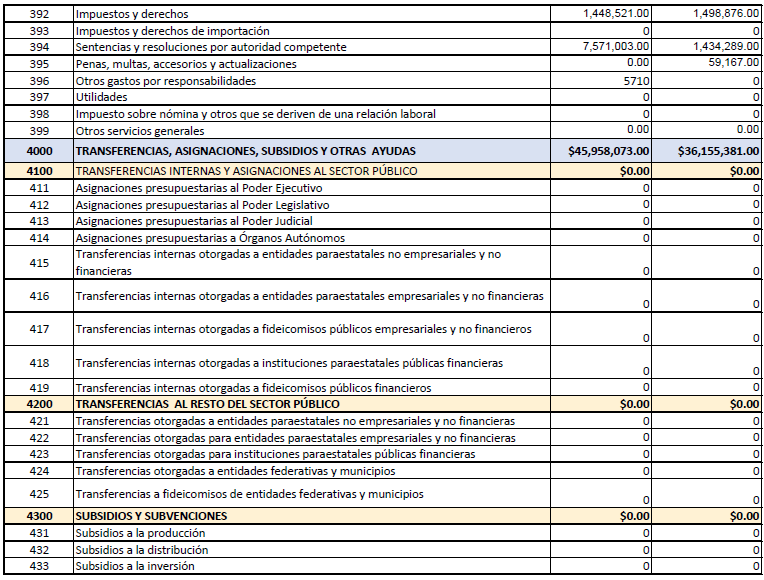 392 Impuestos y derechos 1,448,521.00 1,498,876.00
393 Impuestos y derechos de importación 0 0
394 Sentencias y resoluciones por autoridad competente 7,571,003.00 1,434,289.00
395 Penas, multas, accesorios y actualizaciones 0.00 59,167.00
396 Otros gastos por responsabilidades 5710 0
397 Utilidades 0 0
398 Impuesto sobre nómina y otros que se deriven de una relación laboral 0 0
399 Otros servicios generales 0.00 0.00
4000 TRANSFERENCIAS, ASIGNACIONES, SUBSIDIOS Y OTRAS AYUDAS $45,958,073.00 $36,155,381.00
4100 TRANSFERENCIAS INTERNAS Y ASIGNACIONES AL SECTOR PÚBLICO $0.00 $0.00
411 Asignaciones presupuestarias al Poder Ejecutivo 0 0
412 Asignaciones presupuestarias al Poder Legislativo 0 0
413 Asignaciones presupuestarias al Poder Judicial 0 0
414 Asignaciones presupuestarias a Órganos Autónomos 0 0
415 Transferencias internas otorgadas a entidades paraestatales no empresariales y no
financieras 0 0
416 Transferencias internas otorgadas a entidades paraestatales empresariales y no financieras 0 0
417 Transferencias internas otorgadas a fideicomisos públicos empresariales y no financieros 0 0
418 Transferencias internas otorgadas a instituciones paraestatales públicas financieras 0 0
419 Transferencias internas otorgadas a fideicomisos públicos financieros 0 0
4200 TRANSFERENCIAS AL RESTO DEL SECTOR PÚBLICO $0.00 $0.00
421 Transferencias otorgadas a entidades paraestatales no empresariales y no financieras 0 0
422 Transferencias otorgadas para entidades paraestatales empresariales y no financieras 0 0
423 Transferencias otorgadas para instituciones paraestatales públicas financieras 0 0
424 Transferencias otorgadas a entidades federativas y municipios 0 0
425 Transferencias a fideicomisos de entidades federativas y municipios 0 0
4300 SUBSIDIOS Y SUBVENCIONES $0.00 $0.00
431 Subsidios a la producción 0 0
432 Subsidios a la distribución 0 0
433 Subsidios a la inversión 0 0